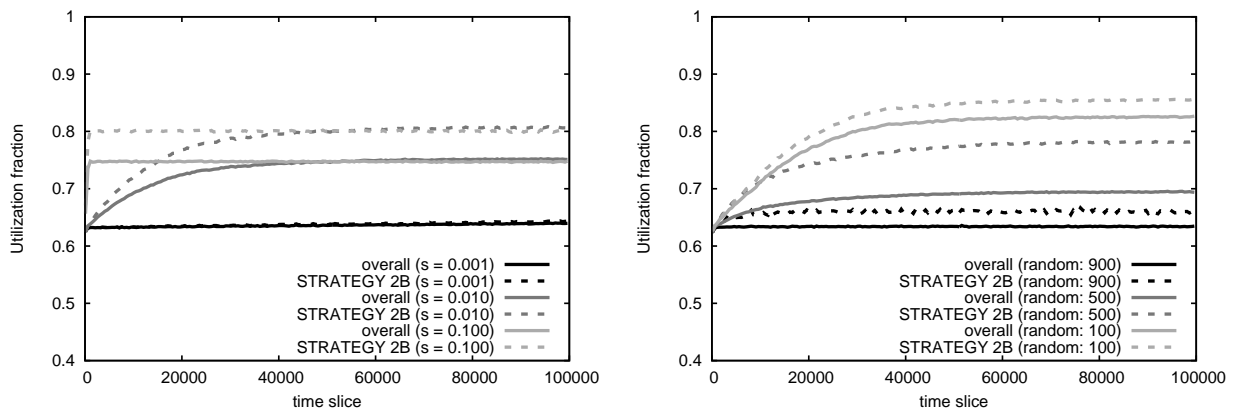 1
0.9
0.8
0.7
0.6
0.5
0.4
Utilization fraction
overall (s = 0.001)
STRATEGY 2B (s = 0.001)
overall (s = 0.010)
STRATEGY 2B (s = 0.010)
overall (s = 0.100)
STRATEGY 2B (s = 0.100)
0 20000 40000 60000 80000 100000
time slice
1
0.9
0.8
0.7
0.6
0.5
0.4
Utilization fraction
overall (random: 900)
STRATEGY 2B (random: 900)
overall (random: 500)
STRATEGY 2B (random: 500)
overall (random: 100)
STRATEGY 2B (random: 100)
0 20000 40000 60000 80000 100000
time slice